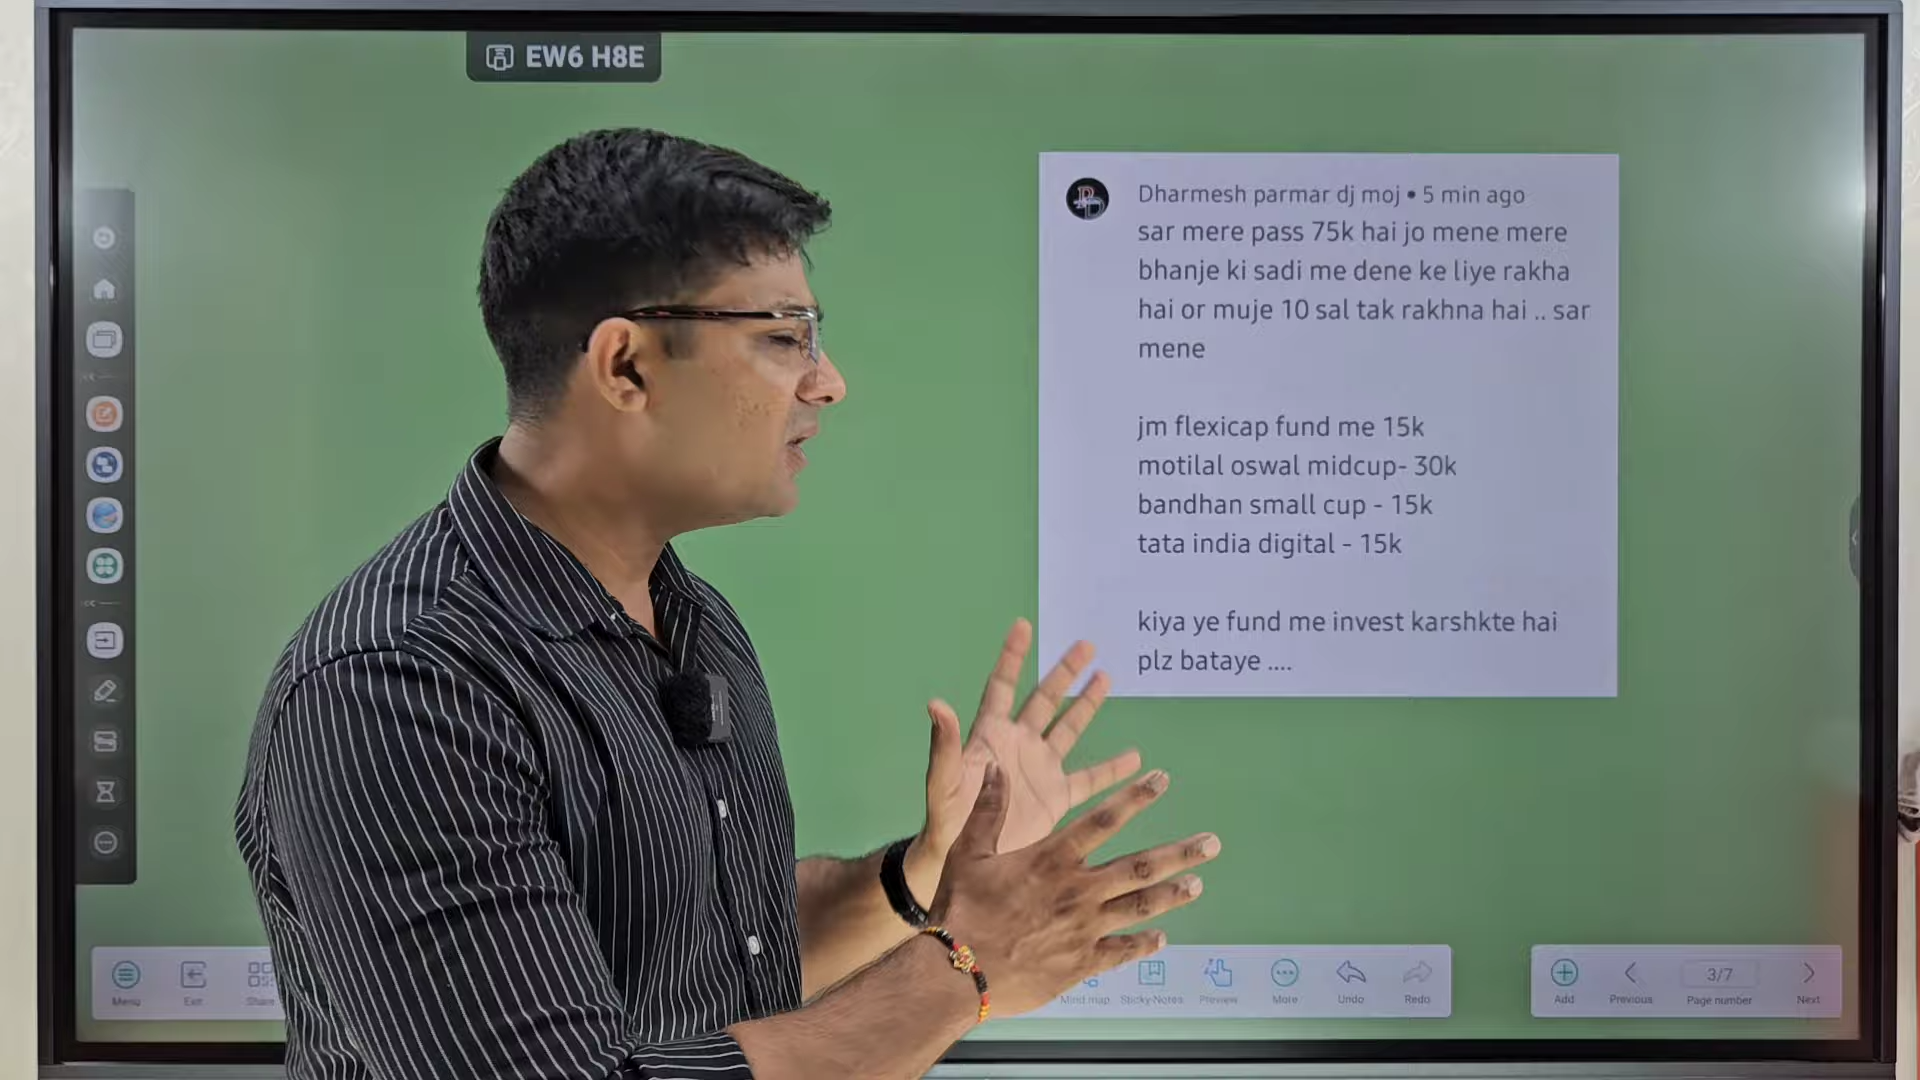 EW6 H8E
Dharmesh parmar dj moj • 5 min ago
sar mere pass 75k hai jo mene mere
bhanje ki sadi me dene ke liye rakha
hai or muje 10 sal tak rakhna hai .. sar
mene
jm flexicap fund me 15k
motilal oswal midcup- 30k
bandhan small cup - 15k
tata india digital - 15k
kiya ye fund me invest karshkte hai
plz bataye ....
Menu Exit Share
Mind map Sticky-Notes Preview More Undo Redo
3/7
Add Previous Page number Next